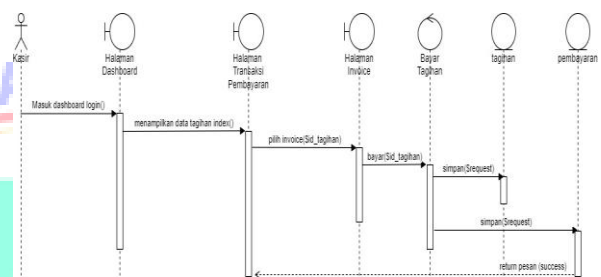 Kasir
Halaman
Dashboard
Halaman
Transaksi
Pembayaran
Halaman
Invoice
Bayar
Tagihan
tagihan
pembayaran
Masuk dashboard login()
menampilkan data tagihan index()
pilih invoice($id_tagihan)
bayar($id_tagihan)
simpan($request)
simpan($request)
return pesan (success)